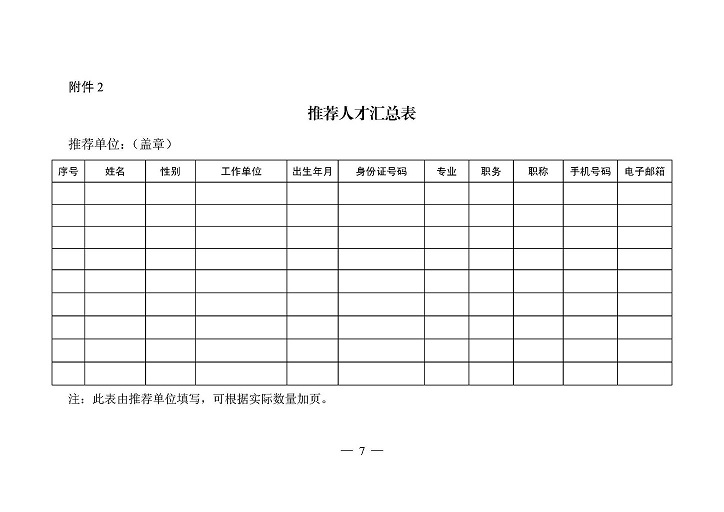 附件 2
推荐人才汇总表
推荐单位：（盖章）
序号 姓名 性别 工作单位 出生年月 身份证号码 专业 职务 职称 手机号码 电子邮箱
注：此表由推荐单位填写，可根据实际数量加页。
— 7 —